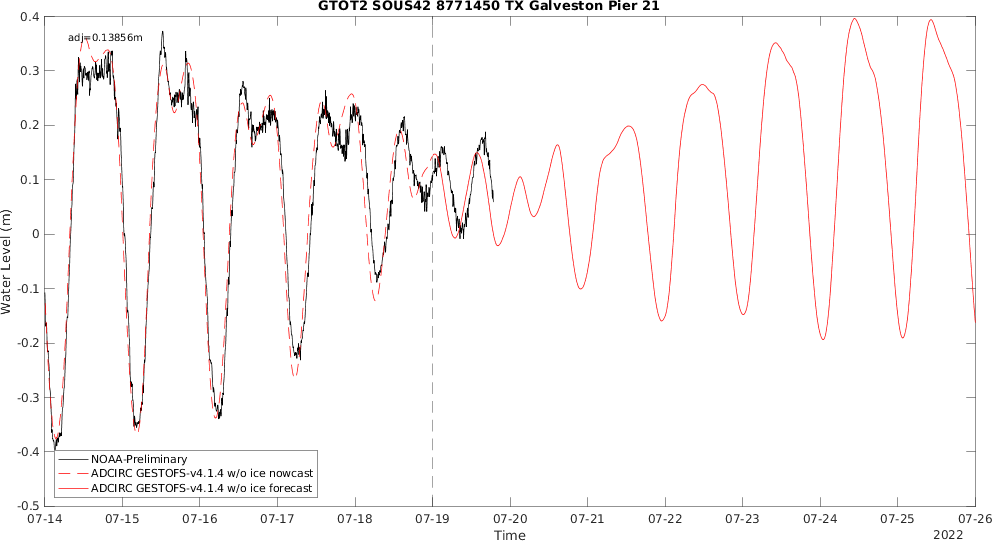 GTOT2 SOUS42 8771450 TX Galveston Pier 21
adj=0.13856m
0.4
0.3
0.2
0.1
0
-0.1
-0.2
-0.3
-0.4
-0.5
Water Level (m)
NOAA-Preliminary
ADCIRC GESTOFS-v4.1.4 w/o ice nowcast
ADCIRC GESTOFS-v4.1.4 w/o ice forecast
07-14 07-15 07-16 07-17 07-18 07-19 07-20 07-21 07-22 07-23 07-24 07-25 07-26
Time
2022